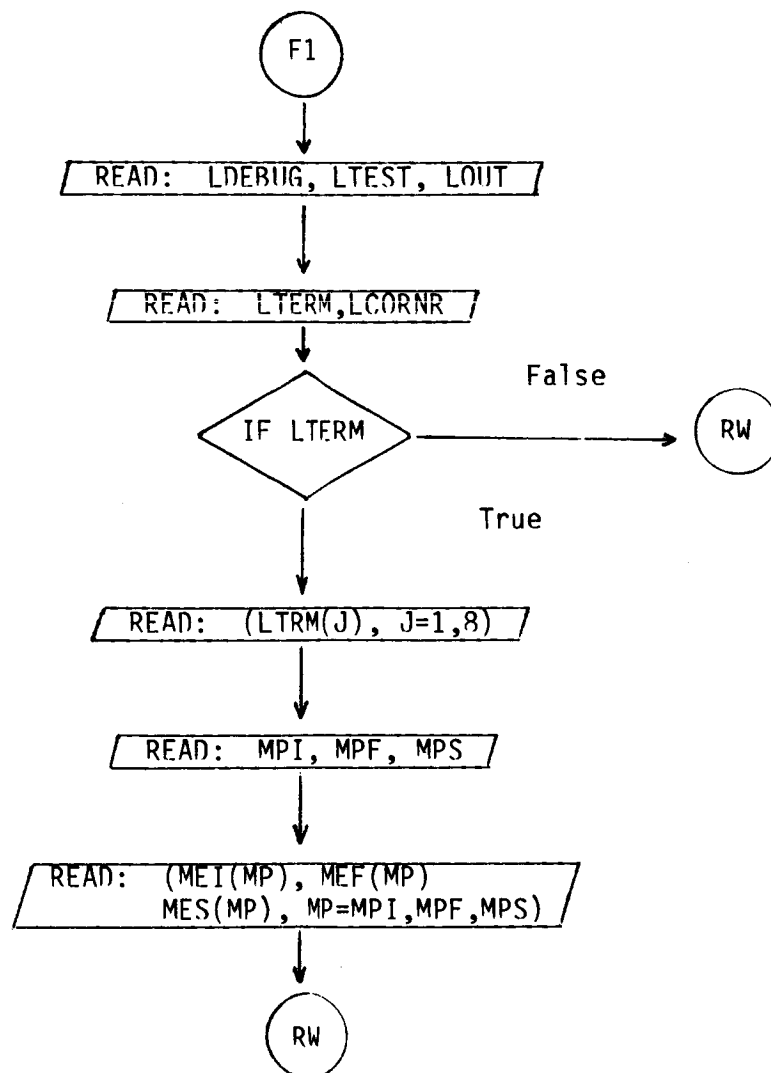 F1
READ: LDEBUG, LTEST, LOUT
READ: LTERM,LCORNR
False
IF LTERM
RW
True
READ: (LTRM(J), J=1,8)
READ: MPI, MPF, MPS
READ: (MEI(MP), MEF(MP)
MES(MP), MP=MPI,MPF,MPS)
RW